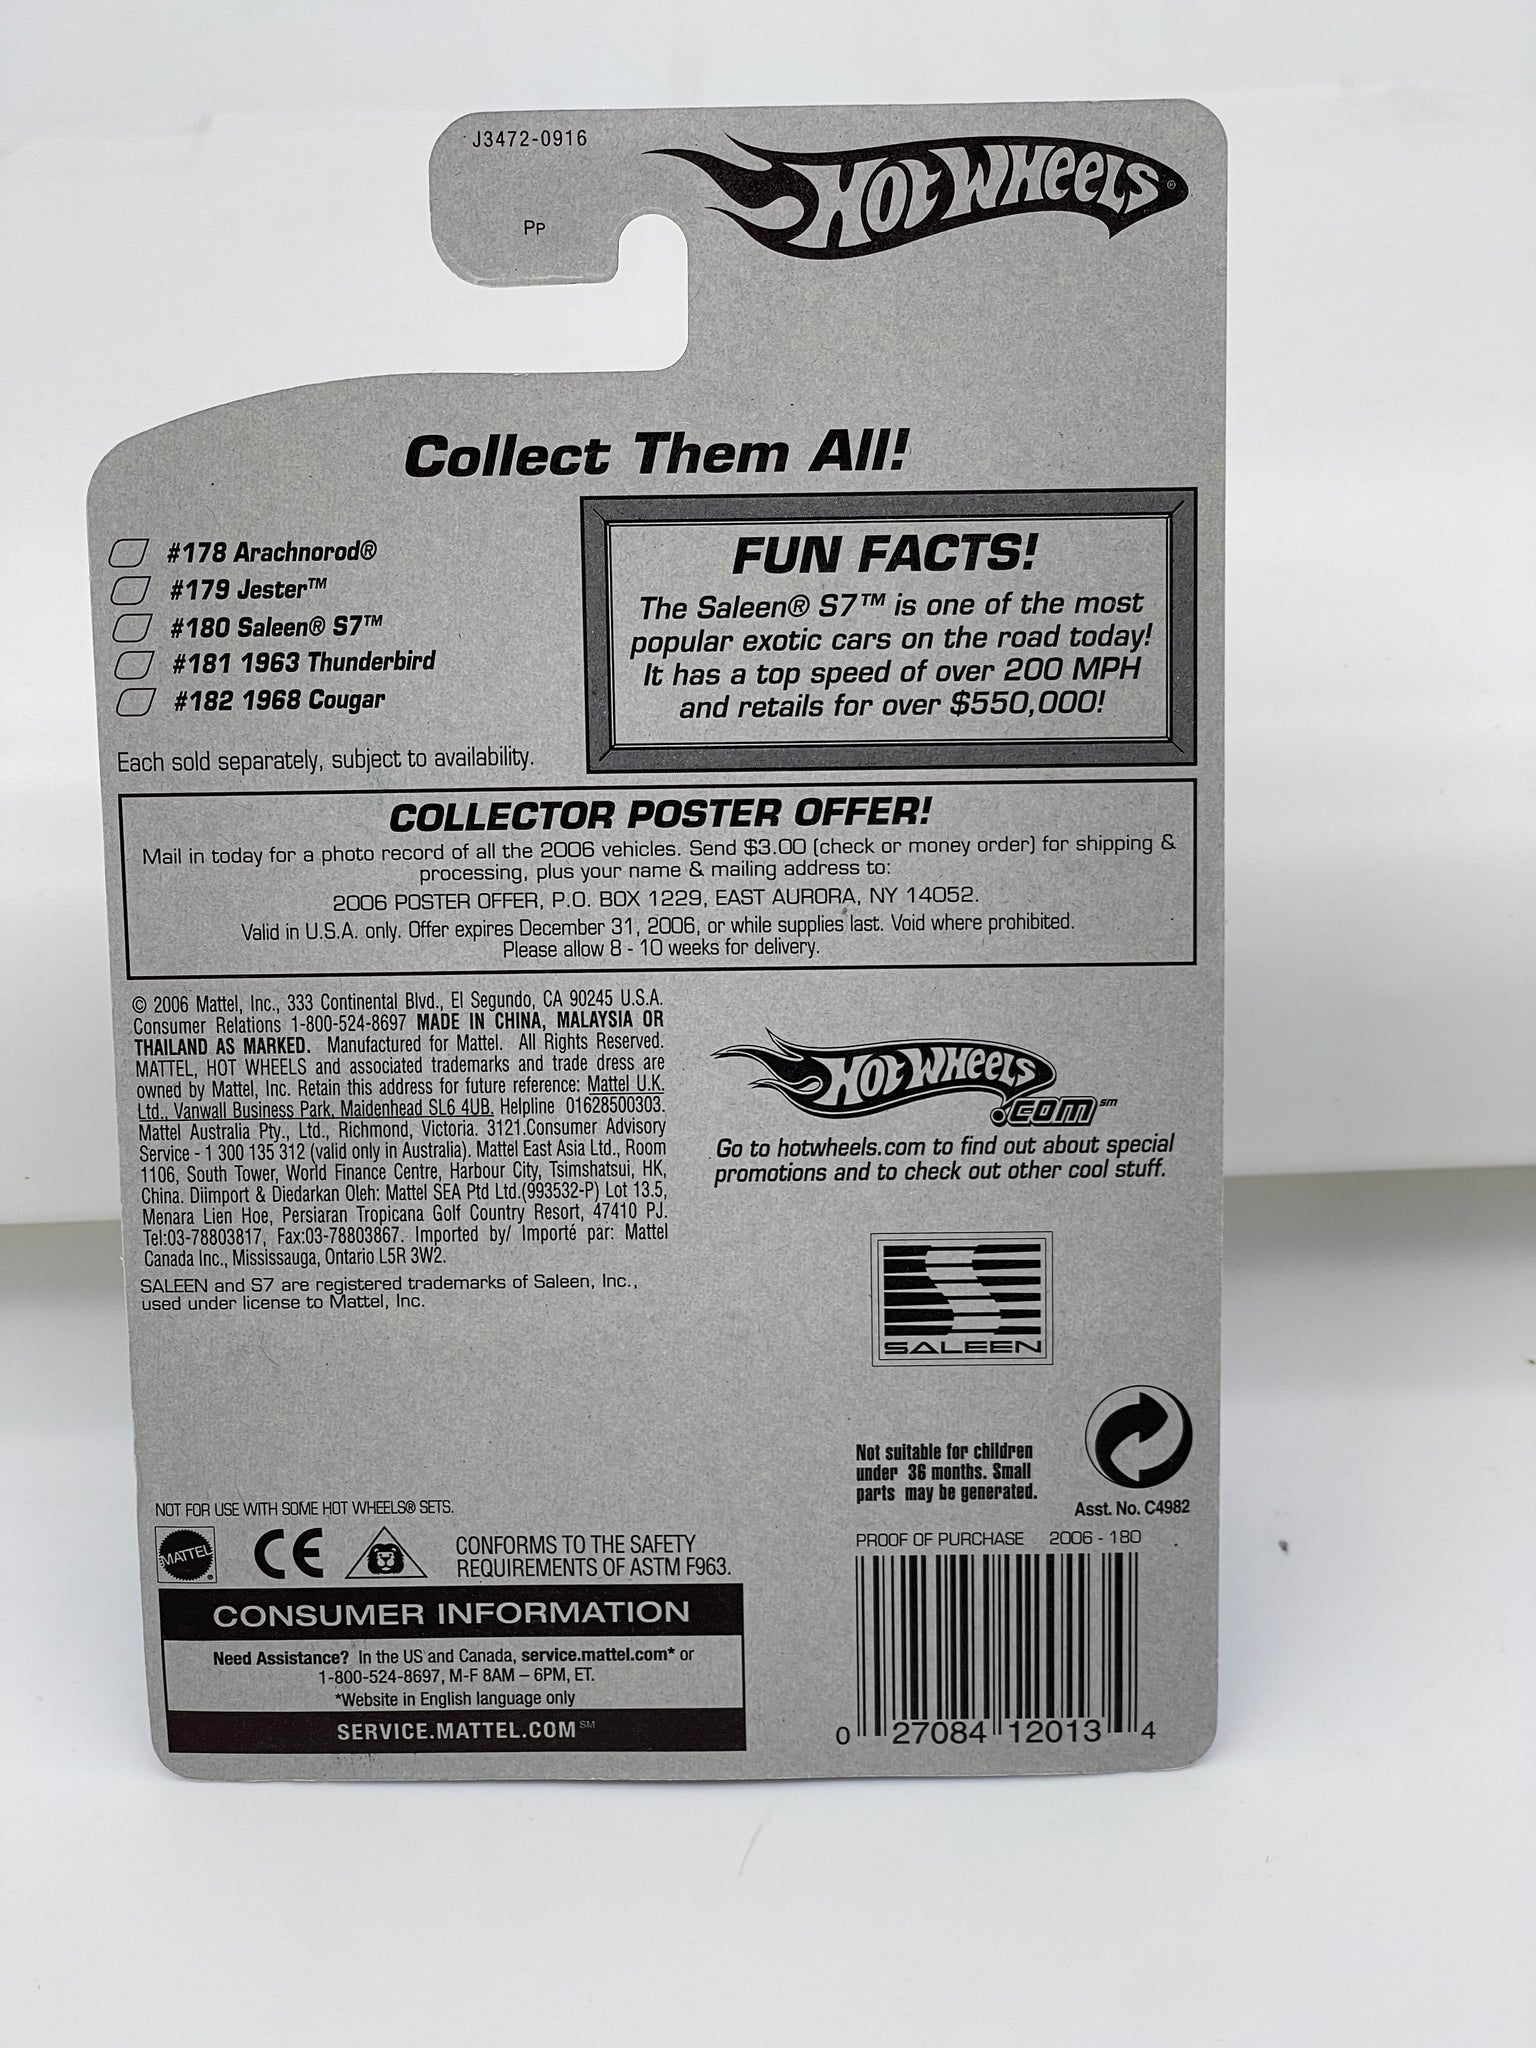 J3472-0916
Pp
HOT WHEELS®
Collect Them All!
#178 Arachnorod®
#179 Jester™
#180 Saleen® S7™
#181 1963 Thunderbird
#182 1968 Cougar
Each sold separately, subject to availability.
FUN FACTS!
The Saleen® S7™ is one of the most
popular exotic cars on the road today!
It has a top speed of over 200 MPH
and retails for over $550,000!
COLLECTOR POSTER OFFER!
Mail in today for a photo record of all the 2006 vehicles. Send $3.00 (check or money order) for shipping &
processing, plus your name & mailing address to:
2006 POSTER OFFER, P.O. BOX 1229, EAST AURORA, NY 14052.
Valid in U.S.A. only. Offer expires December 31, 2006, or while supplies last. Void where prohibited.
Please allow 8 - 10 weeks for delivery.
© 2006 Mattel, Inc., 333 Continental Blvd., El Segundo, CA 90245 U.S.A.
Consumer Relations 1-800-524-8697 MADE IN CHINA, MALAYSIA OR
THAILAND AS MARKED. Manufactured for Mattel. All Rights Reserved.
MATTEL, HOT WHEELS and associated trademarks and trade dress are
owned by Mattel, Inc. Retain this address for future reference: Mattel U.K.
Ltd., Vanwall Business Park, Maidenhead SL6 4UB. Helpline 01628500303.
Mattel Australia Pty., Ltd., Richmond, Victoria. 3121.Consumer Advisory
Service - 1 300 135 312 (valid only in Australia). Mattel East Asia Ltd., Room
1106, South Tower, World Finance Centre, Harbour City, Tsimshatsui, HK,
China. Diimport & Diedarkan Oleh: Mattel SEA Ptd Ltd.(993532-P) Lot 13.5,
Menara Lien Hoe, Persiaran Tropicana Golf Country Resort, 47410 PJ.
Tel:03-78803817, Fax:03-78803867. Imported by/ Importé par: Mattel
Canada Inc., Mississauga, Ontario L5R 3W2.
SALEEN and S7 are registered trademarks of Saleen, Inc.,
used under license to Mattel, Inc.
HOT WHEELS
.COM℠
Go to hotwheels.com to find out about special
promotions and to check out other cool stuff.
SALEEN
Not suitable for children
under 36 months. Small
parts may be generated.
Asst. No. C4982
PROOF OF PURCHASE 2006 - 180
0 27084 12013 4
NOT FOR USE WITH SOME HOT WHEELS® SETS.
MATTEL®
CE
CONFORMS TO THE SAFETY
REQUIREMENTS OF ASTM F963.
CONSUMER INFORMATION
Need Assistance? In the US and Canada, service.mattel.com* or
1-800-524-8697, M-F 8AM – 6PM, ET.
*Website in English language only
SERVICE.MATTEL.COM℠